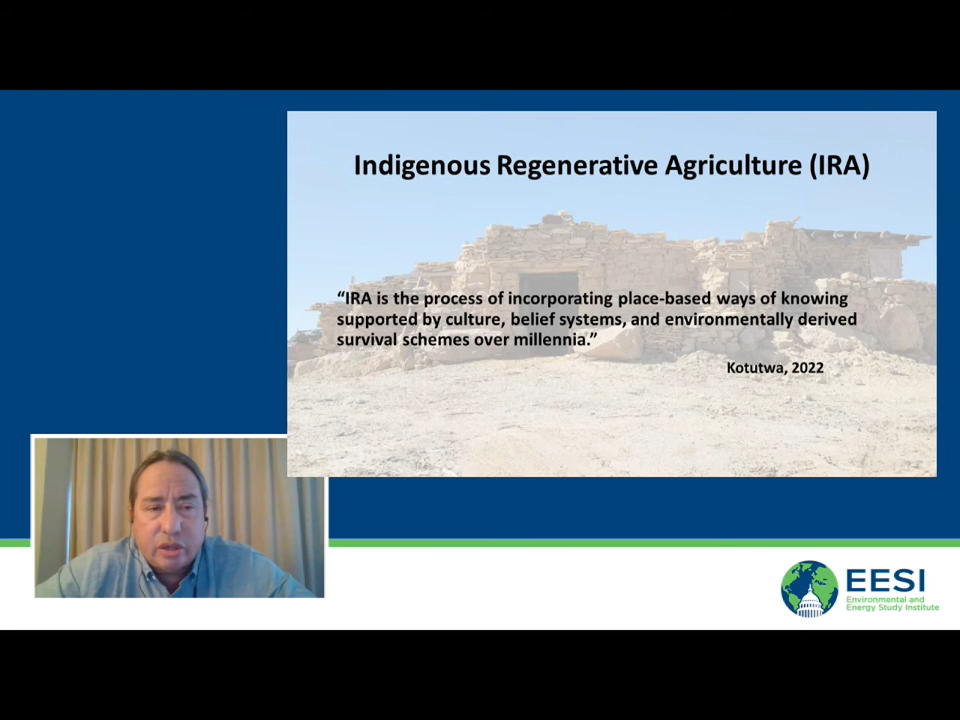 Indigenous Regenerative Agriculture (IRA)
“IRA is the process of incorporating place-based ways of knowing
supported by culture, belief systems, and environmentally derived
survival schemes over millennia.”
Kotutwa, 2022
EESI
Environmental and
Energy Study Institute